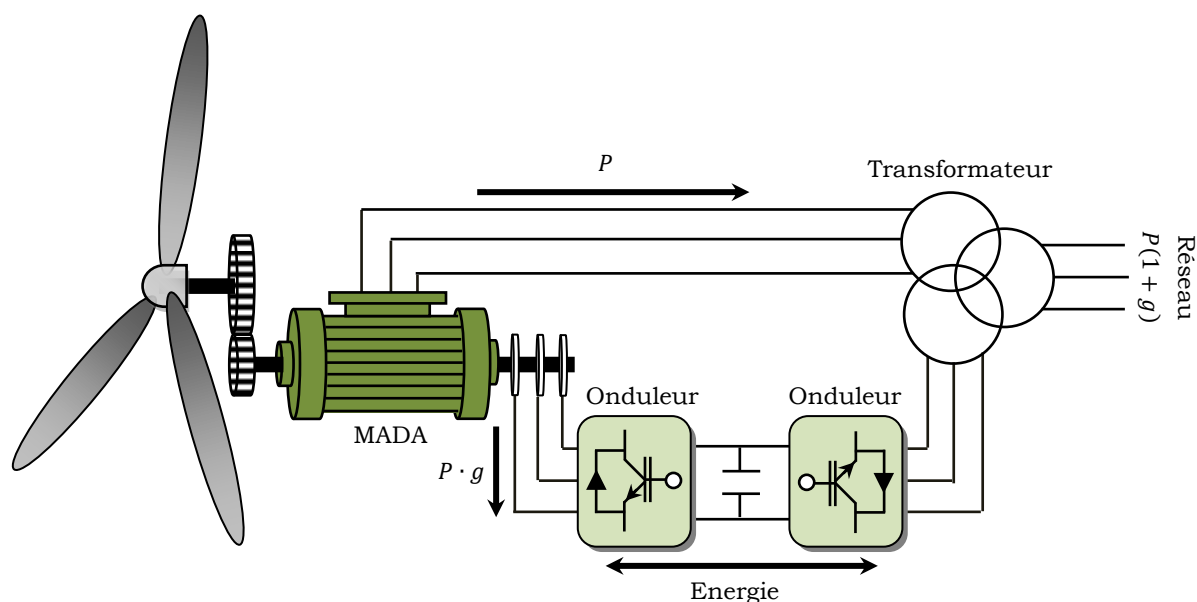 P
Transformateur
Réseau
P(1 + g)
MADA
P · g
Onduleur
Onduleur
Energie